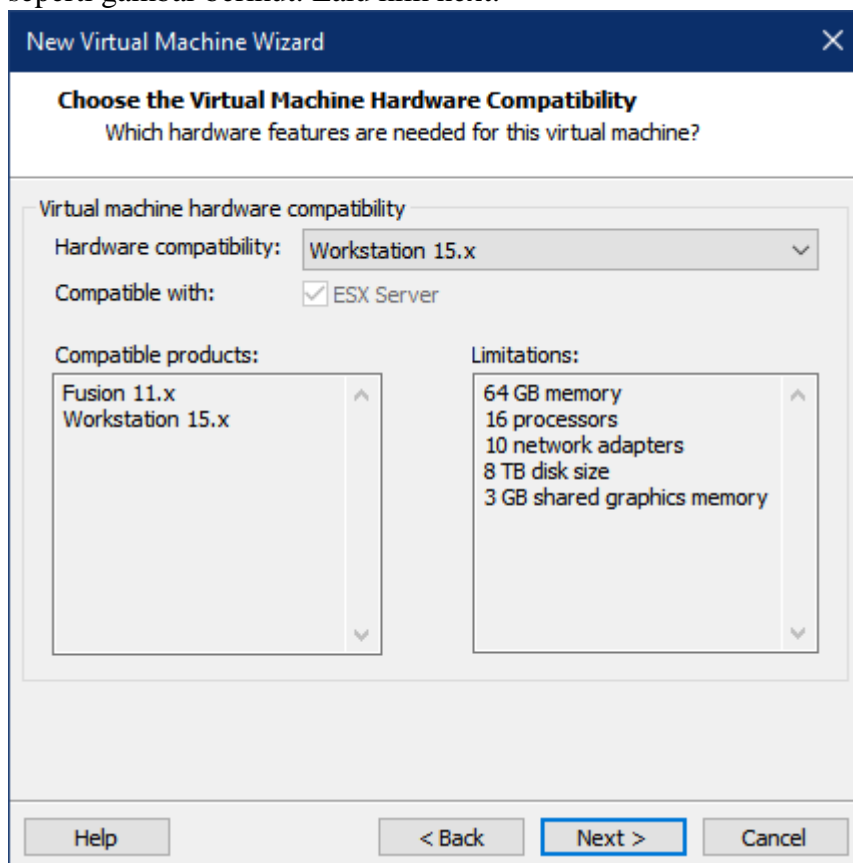 New Virtual Machine Wizard
Choose the Virtual Machine Hardware Compatibility
Which hardware features are needed for this virtual machine?
Virtual machine hardware compatibility
Hardware compatibility: Workstation 15.x
Compatible with: ESX Server
Compatible products:
Fusion 11.x
Workstation 15.x
Limitations:
64 GB memory
16 processors
10 network adapters
8 TB disk size
3 GB shared graphics memory
Help < Back Next > Cancel